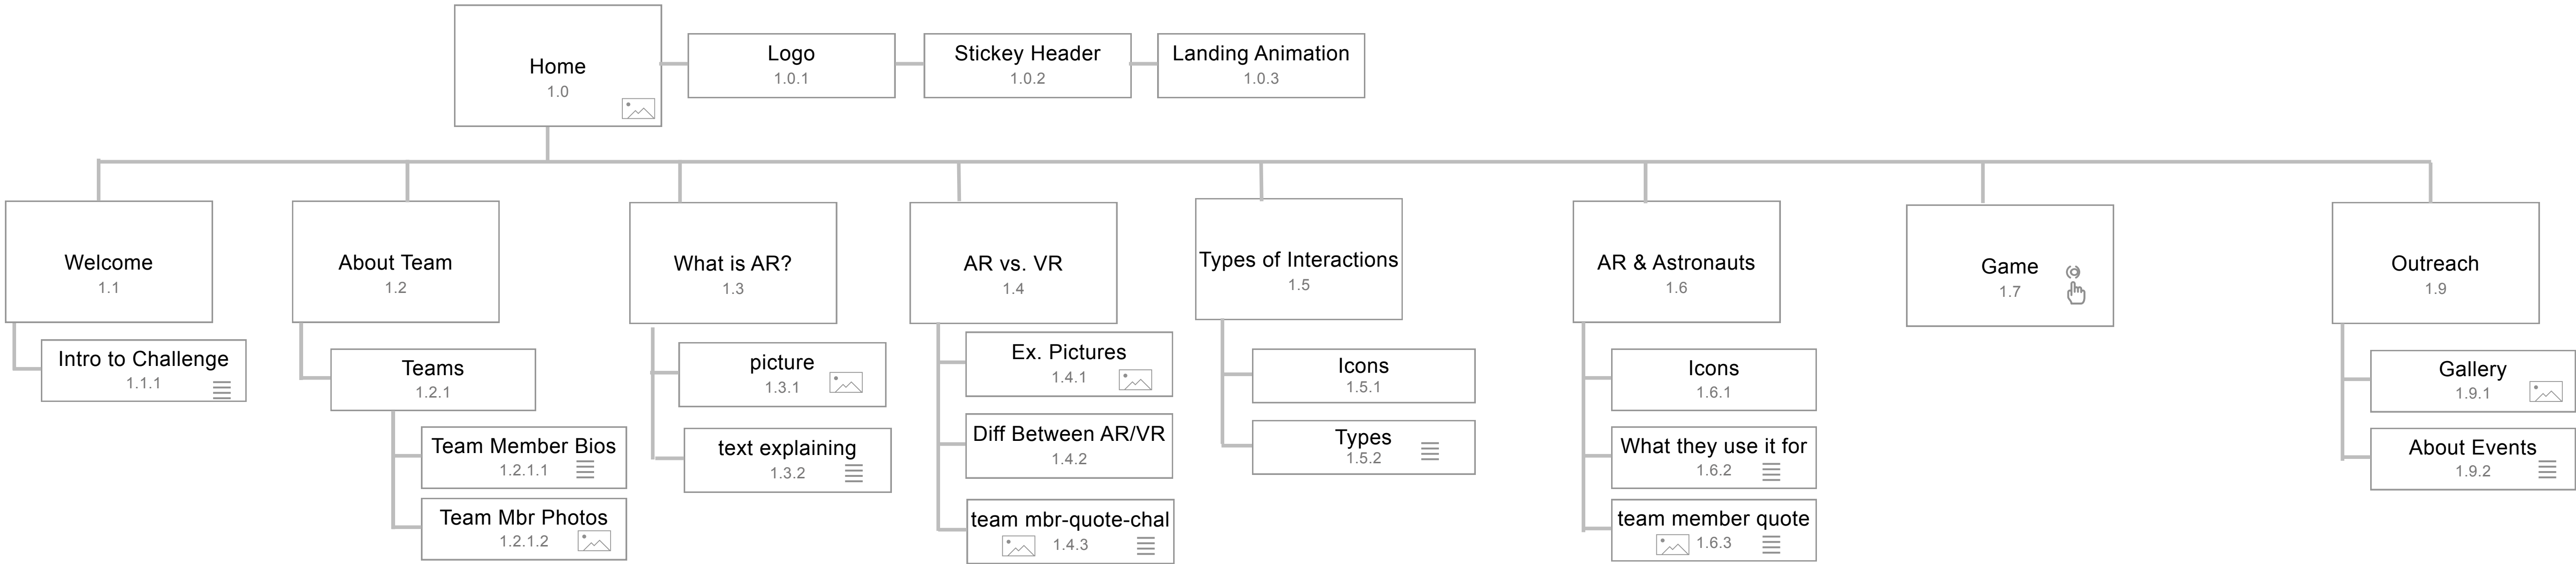 Home
1.0
Logo
1.0.1
Stickey Header
1.0.2
Landing Animation
1.0.3
Welcome
1.1
Intro to Challenge
1.1.1
About Team
1.2
Teams
1.2.1
Team Member Bios
1.2.1.1
Team Mbr Photos
1.2.1.2
What is AR?
1.3
picture
1.3.1
text explaining
1.3.2
AR vs. VR
1.4
Ex. Pictures
1.4.1
Diff Between AR/VR
1.4.2
team mbr-quote-chal
1.4.3
Types of Interactions
1.5
Icons
1.5.1
Types
1.5.2
AR & Astronauts
1.6
Icons
1.6.1
What they use it for
1.6.2
team member quote
1.6.3
Game
1.7
Outreach
1.9
Gallery
1.9.1
About Events
1.9.2